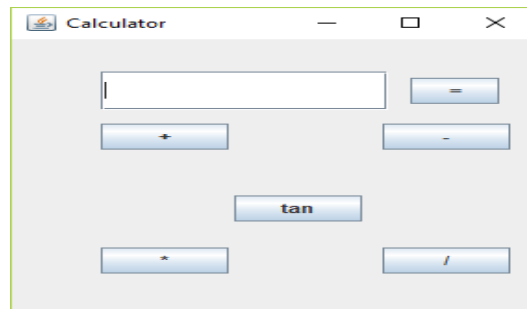 Calculator
=
+ -
tan
* /